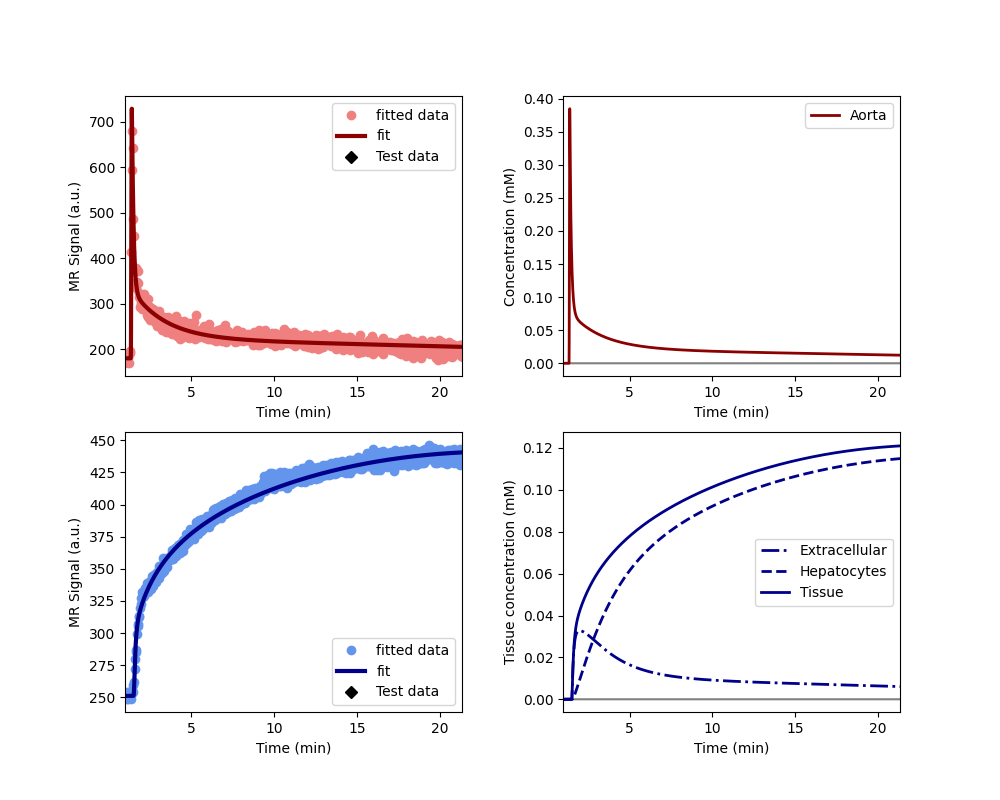 700
600
500
400
300
200
MR Signal (a.u.)
fitted data
fit
Test data
5
10
15
20
Time (min)
0.40
0.35
0.30
0.25
0.20
0.15
0.10
0.05
0.00
Concentration (mM)
Aorta
5
10
15
20
Time (min)
450
425
400
375
350
325
300
275
250
MR Signal (a.u.)
fitted data
fit
Test data
5
10
15
20
Time (min)
0.12
0.10
0.08
0.06
0.04
0.02
0.00
Tissue concentration (mM)
Extracellular
Hepatocytes
Tissue
5
10
15
20
Time (min)